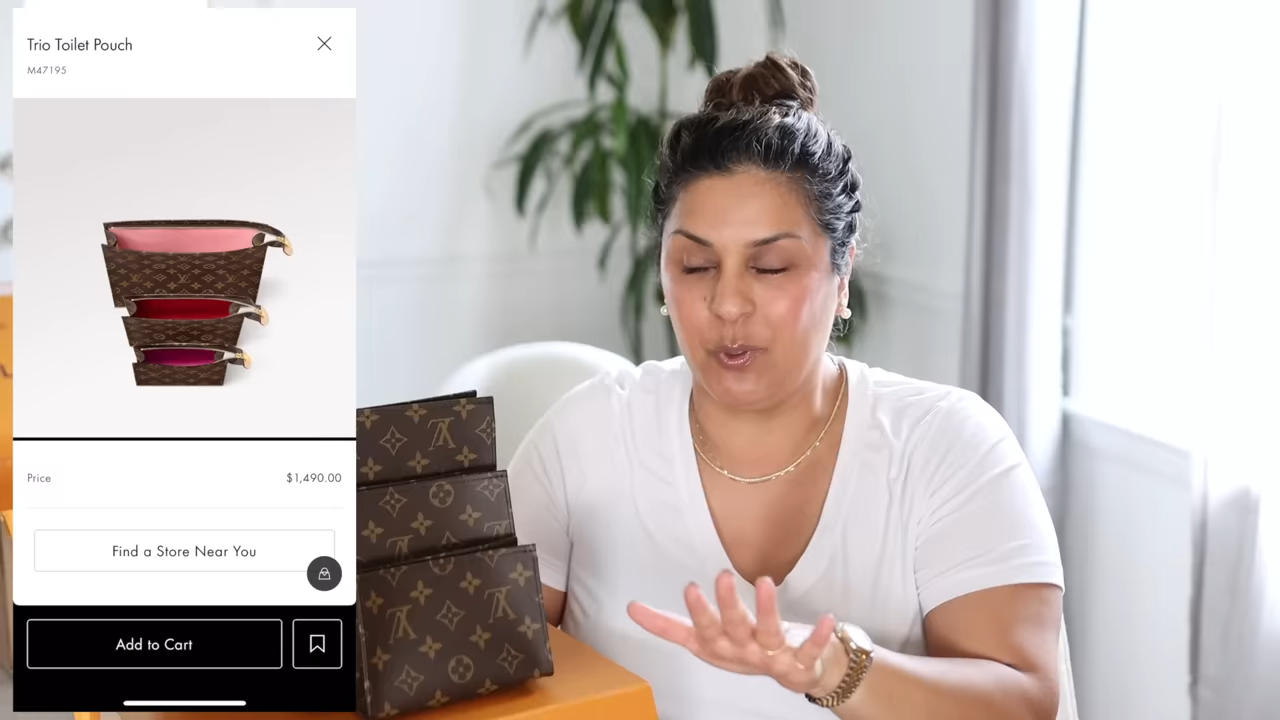 Trio Toilet Pouch
M47195
Price
$1,490.00
Find a Store Near You
Add to Cart